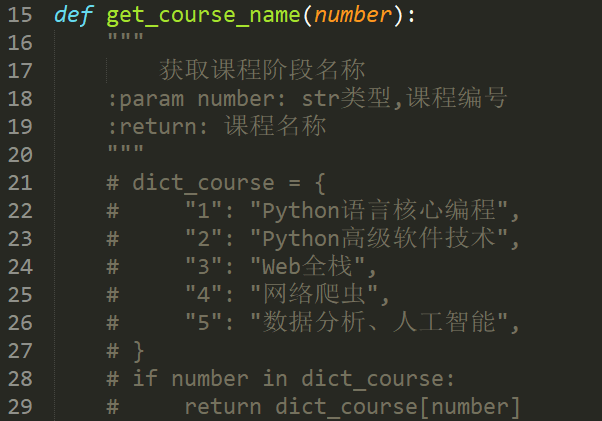 15 def get_course_name(number):
16     """
17         获取课程阶段名称
18     :param number: str类型,课程编号
19     :return: 课程名称
20     """
21     # dict_course = {
22     #     "1": "Python语言核心编程",
23     #     "2": "Python高级软件技术",
24     #     "3": "Web全栈",
25     #     "4": "网络爬虫",
26     #     "5": "数据分析、人工智能",
27     # }
28     # if number in dict_course:
29     #     return dict_course[number]